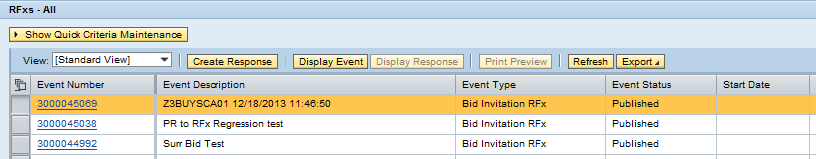 RFxs - All
Show Quick Criteria Maintenance
View: [Standard View] Create Response Display Event Display Response Print Preview Refresh Export
Event Number Event Description Event Type Event Status Start Date
3000045069 Z3BUYSCA01 12/18/2013 11:46:50 Bid Invitation RFx Published
3000045038 PR to RFx Regression test Bid Invitation RFx Published
3000044992 Surr Bid Test Bid Invitation RFx Published